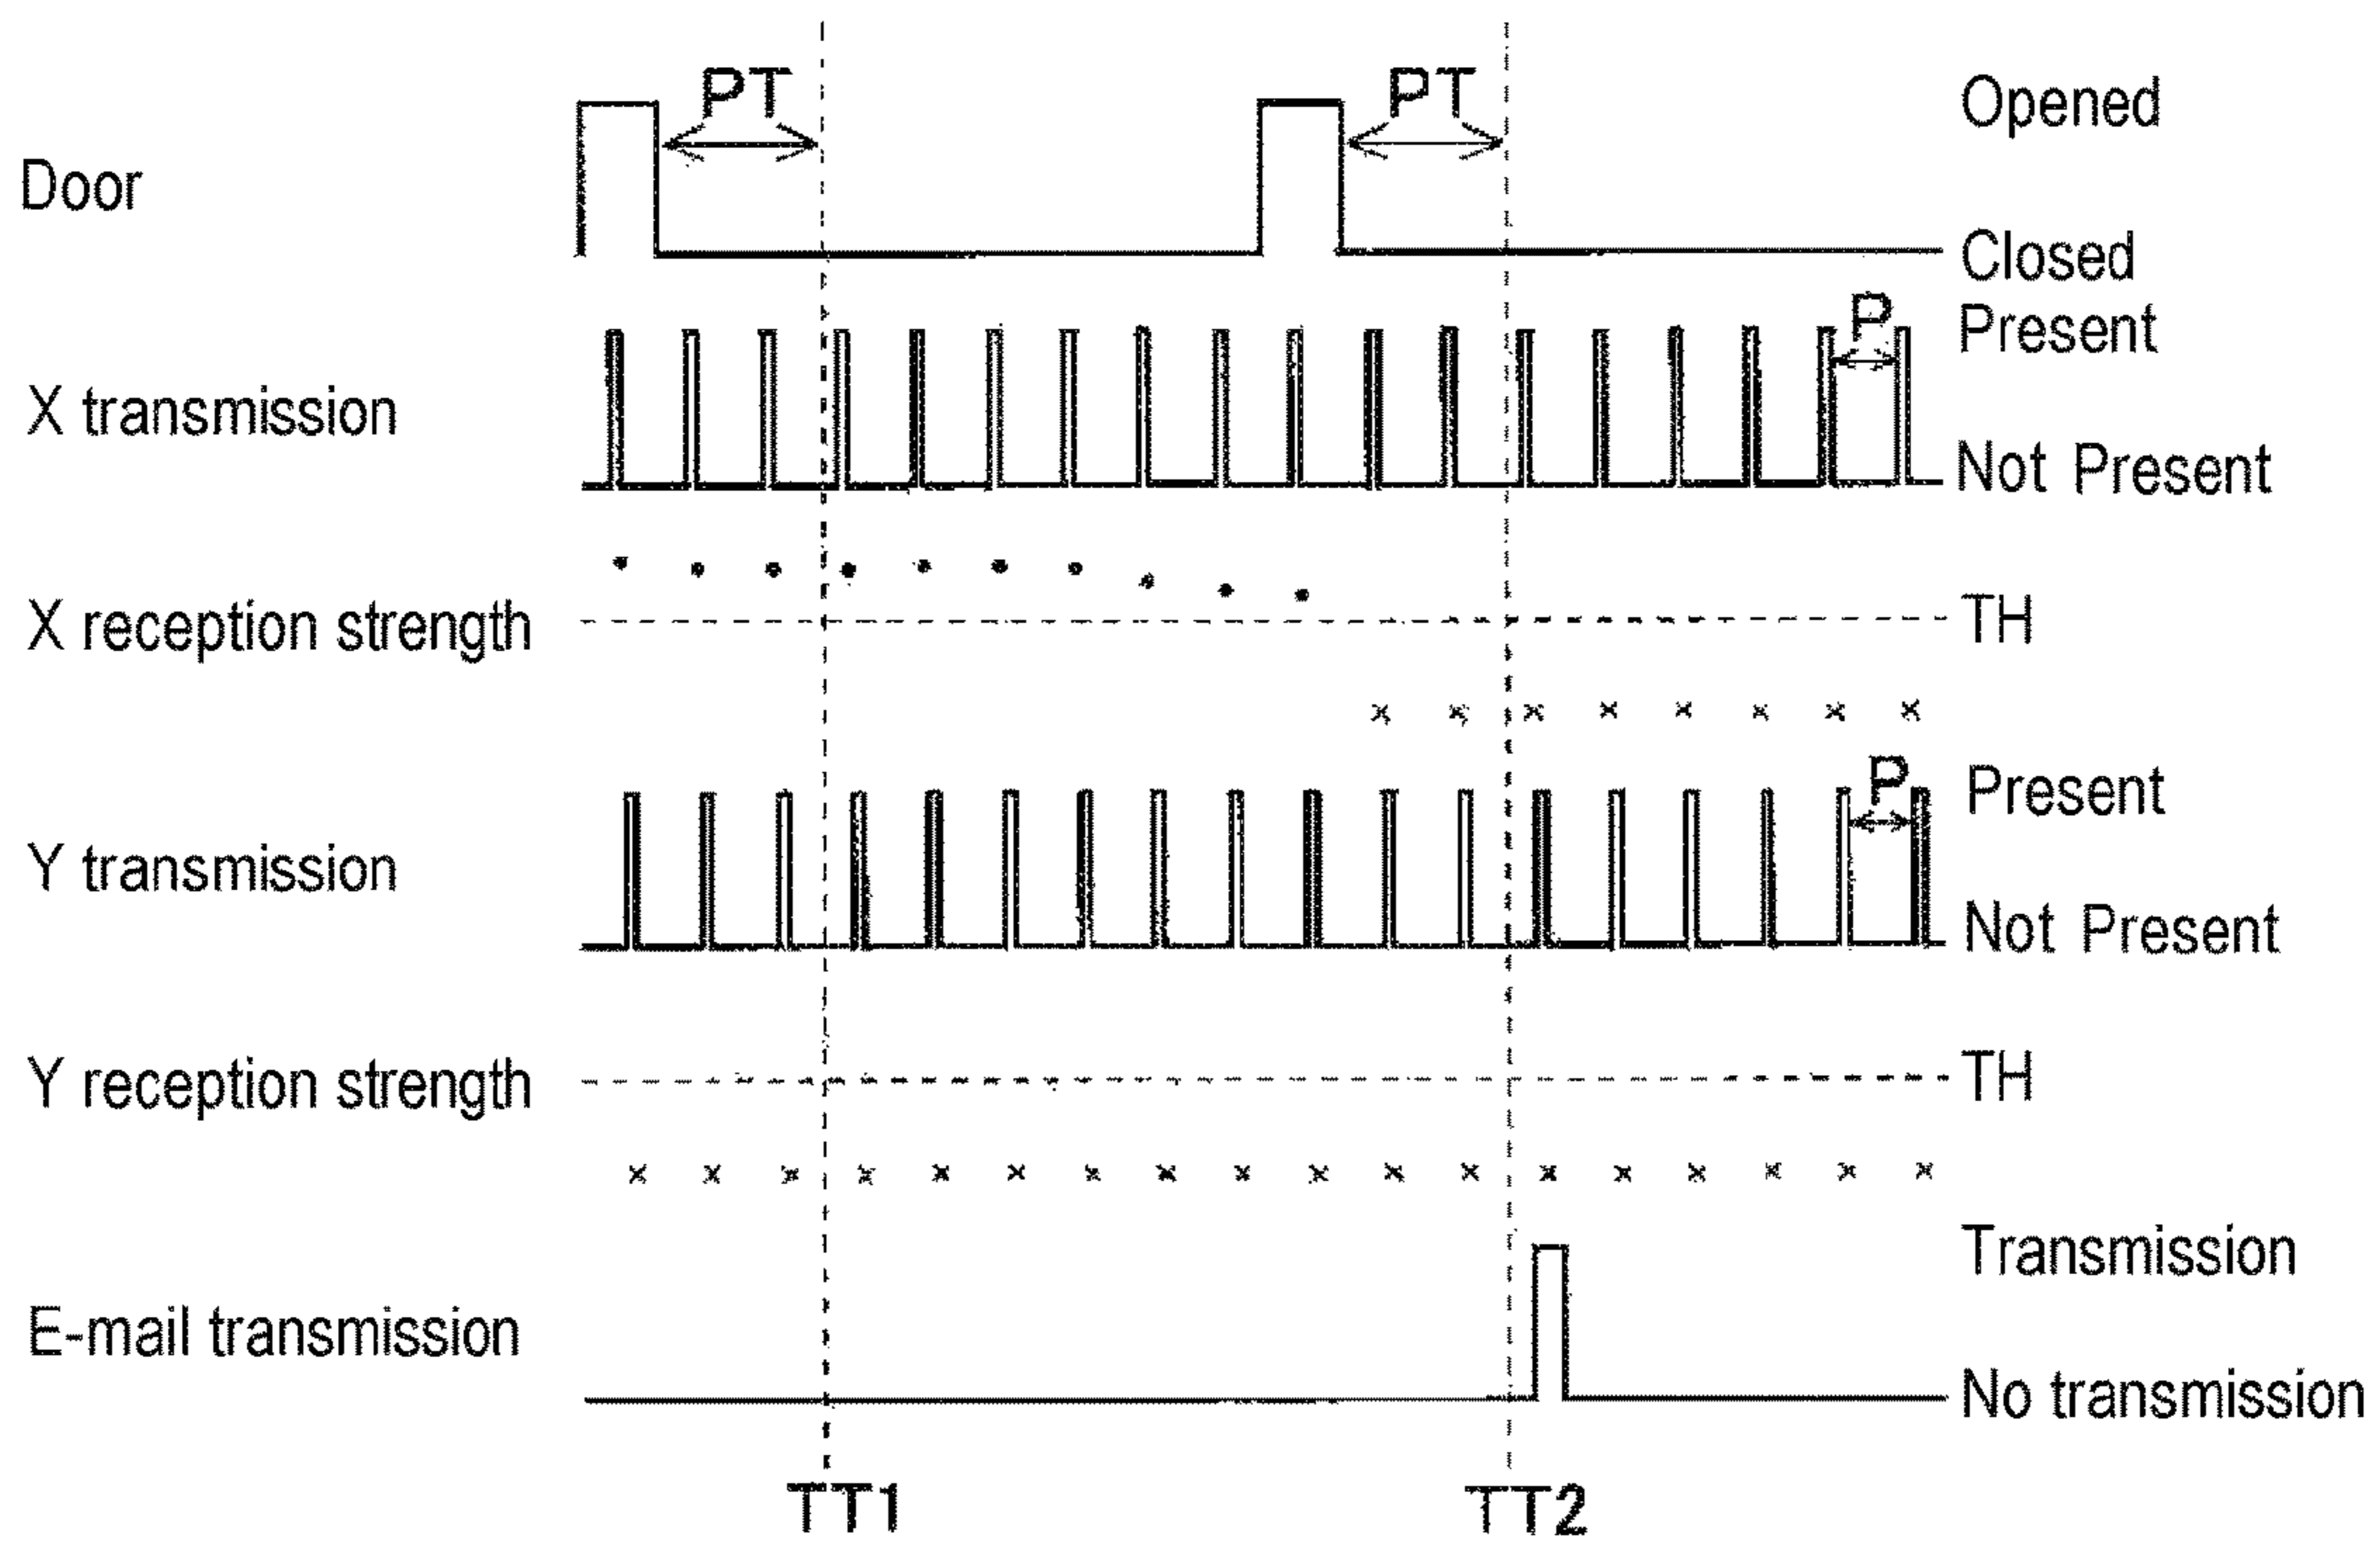 PT
PT
Opened
Door
Closed
P
Present
X transmission
Not Present
X reception strength
TH
P
Present
Y transmission
Not Present
Y reception strength
TH
Transmission
E-mail transmission
No transmission
TT1
TT2